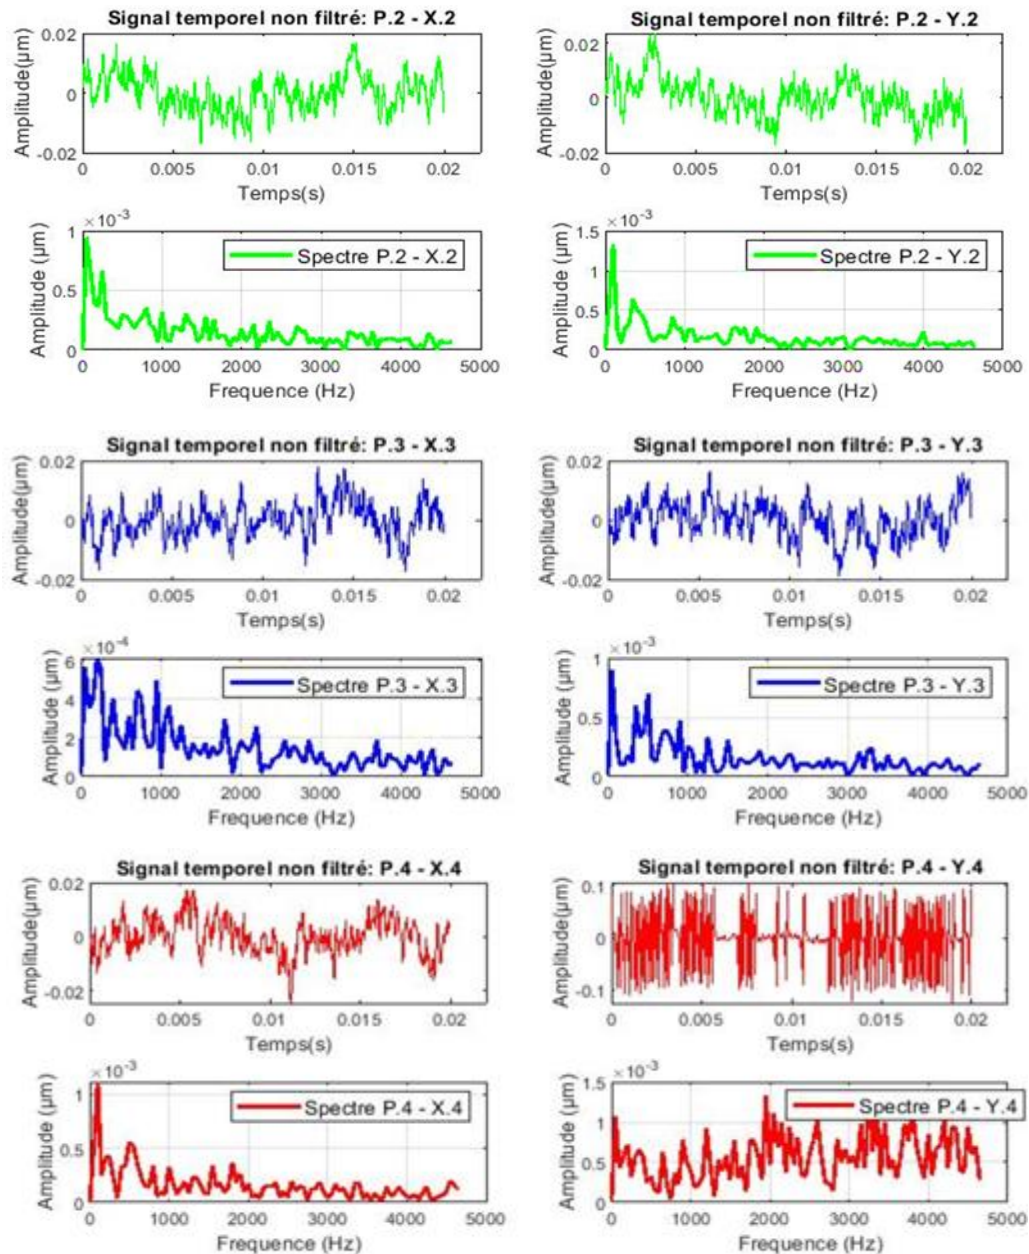 Signal temporel non filtré: P.2 - X.2
Amplitude(µm)
0.02
0
-0.02
0 0.005 0.01 0.015 0.02
Temps(s)
Signal temporel non filtré: P.2 - Y.2
Amplitude(µm)
0.02
0
-0.02
0 0.005 0.01 0.015 0.02
Temps(s)
×10-3
Amplitude (µm)
1
0.5
0
Spectre P.2 - X.2
0 1000 2000 3000 4000 5000
Frequence (Hz)
×10-3
Amplitude (µm)
1.5
1
0.5
0
Spectre P.2 - Y.2
0 1000 2000 3000 4000 5000
Frequence (Hz)
Signal temporel non filtré: P.3 - X.3
Amplitude(µm)
0.02
0
-0.02
0 0.005 0.01 0.015 0.02
Temps(s)
Signal temporel non filtré: P.3 - Y.3
Amplitude(µm)
0.02
0
-0.02
0 0.005 0.01 0.015 0.02
Temps(s)
×10-4
Amplitude (µm)
6
4
2
0
Spectre P.3 - X.3
0 1000 2000 3000 4000 5000
Frequence (Hz)
×10-3
Amplitude (µm)
1
0.5
0
Spectre P.3 - Y.3
0 1000 2000 3000 4000 5000
Frequence (Hz)
Signal temporel non filtré: P.4 - X.4
Amplitude(µm)
0.02
0
-0.02
0 0.005 0.01 0.015 0.02
Temps(s)
Signal temporel non filtré: P.4 - Y.4
Amplitude(µm)
0.1
0
-0.1
0 0.005 0.01 0.015 0.02
Temps(s)
×10-3
Amplitude (µm)
1
0.5
0
Spectre P.4 - X.4
0 1000 2000 3000 4000 5000
Frequence (Hz)
×10-3
Amplitude (µm)
1.5
1
0.5
0
Spectre P.4 - Y.4
0 1000 2000 3000 4000 5000
Frequence (Hz)